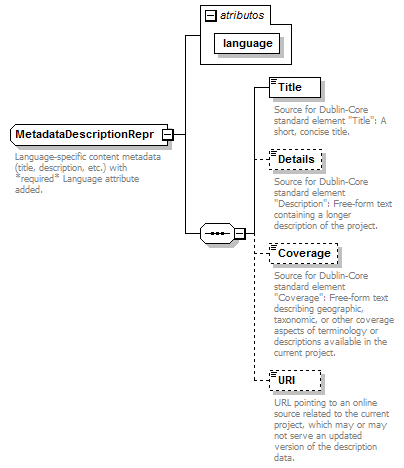 atributos
language
MetadataDescriptionRepr
Language-specific content metadata
(title, description, etc.) with
*required* Language attribute
added.
Title
Source for Dublin-Core
standard element "Title": A
short, concise title.
Details
Source for Dublin-Core
standard element
"Description": Free-form text
containing a longer
description of the project.
Coverage
Source for Dublin-Core
standard element
"Coverage": Free-form text
describing geographic,
taxonomic, or other coverage
aspects of terminology or
descriptions available in the
current project.
URI
URL pointing to an online
source related to the current
project, which may or may
not serve an updated
version of the description
data.